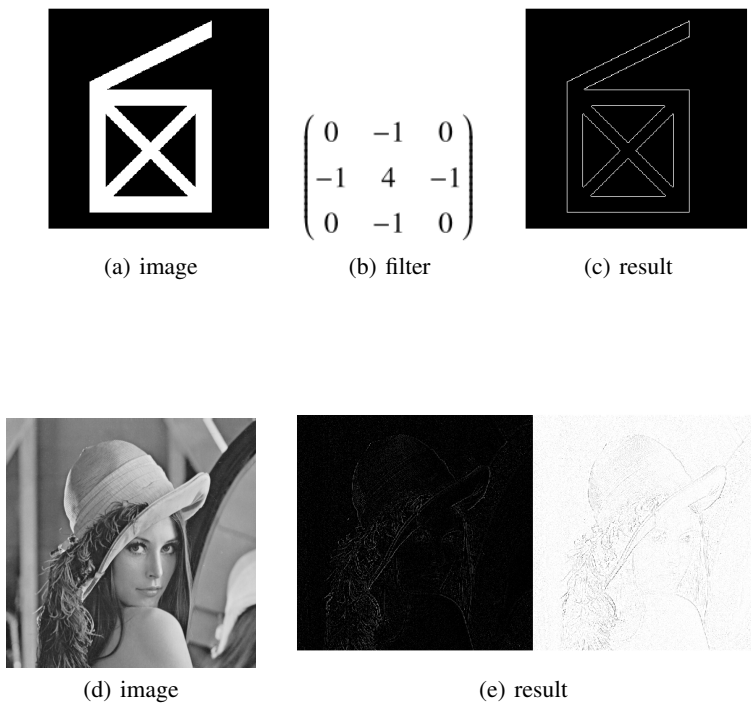 0 −1 0
−1 4 −1
0 −1 0
(a) image
(b) filter
(c) result
(d) image
(e) result